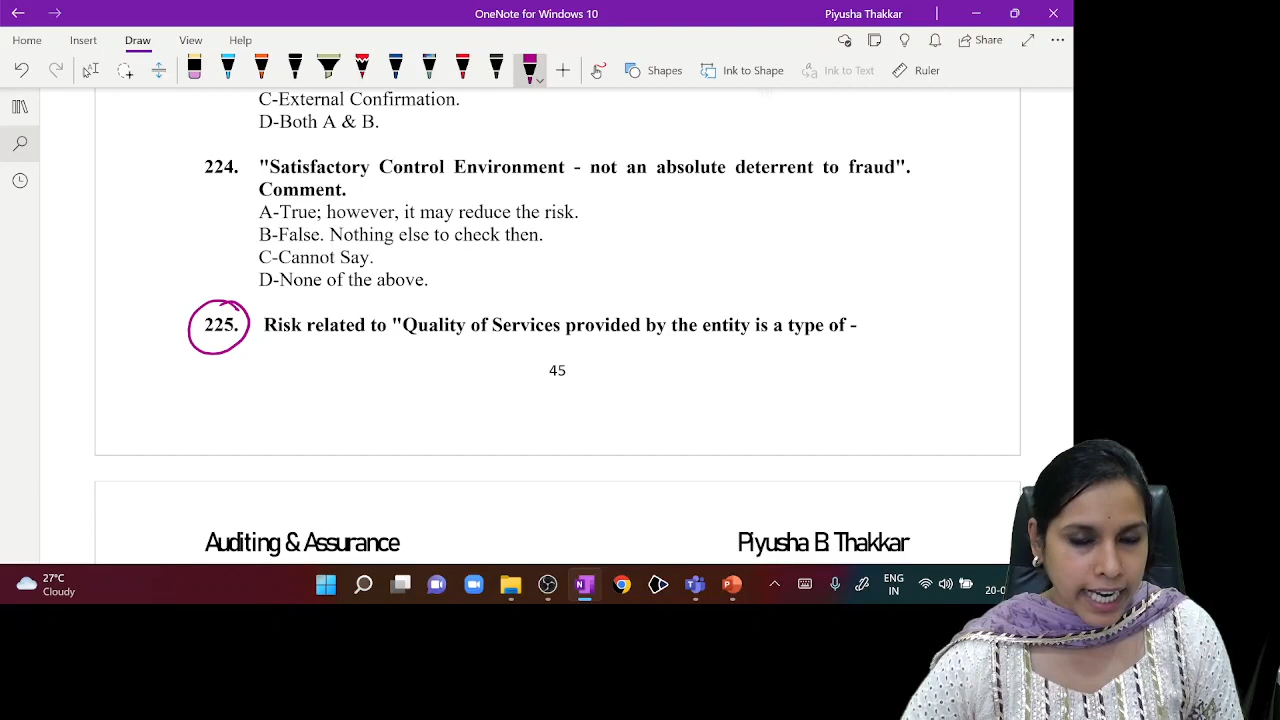 OneNote for Windows 10
Piyusha Thakkar
Home Insert Draw View Help
Share
Shapes Ink to Shape Ink to Text Ruler
C-External Confirmation.
D-Both A & B.
224. "Satisfactory Control Environment - not an absolute deterrent to fraud".
Comment.
A-True; however, it may reduce the risk.
B-False. Nothing else to check then.
C-Cannot Say.
D-None of the above.
225. Risk related to "Quality of Services provided by the entity is a type of -
45
Auditing & Assurance Piyusha B. Thakkar
27°C
Cloudy
ENG
IN
20-0